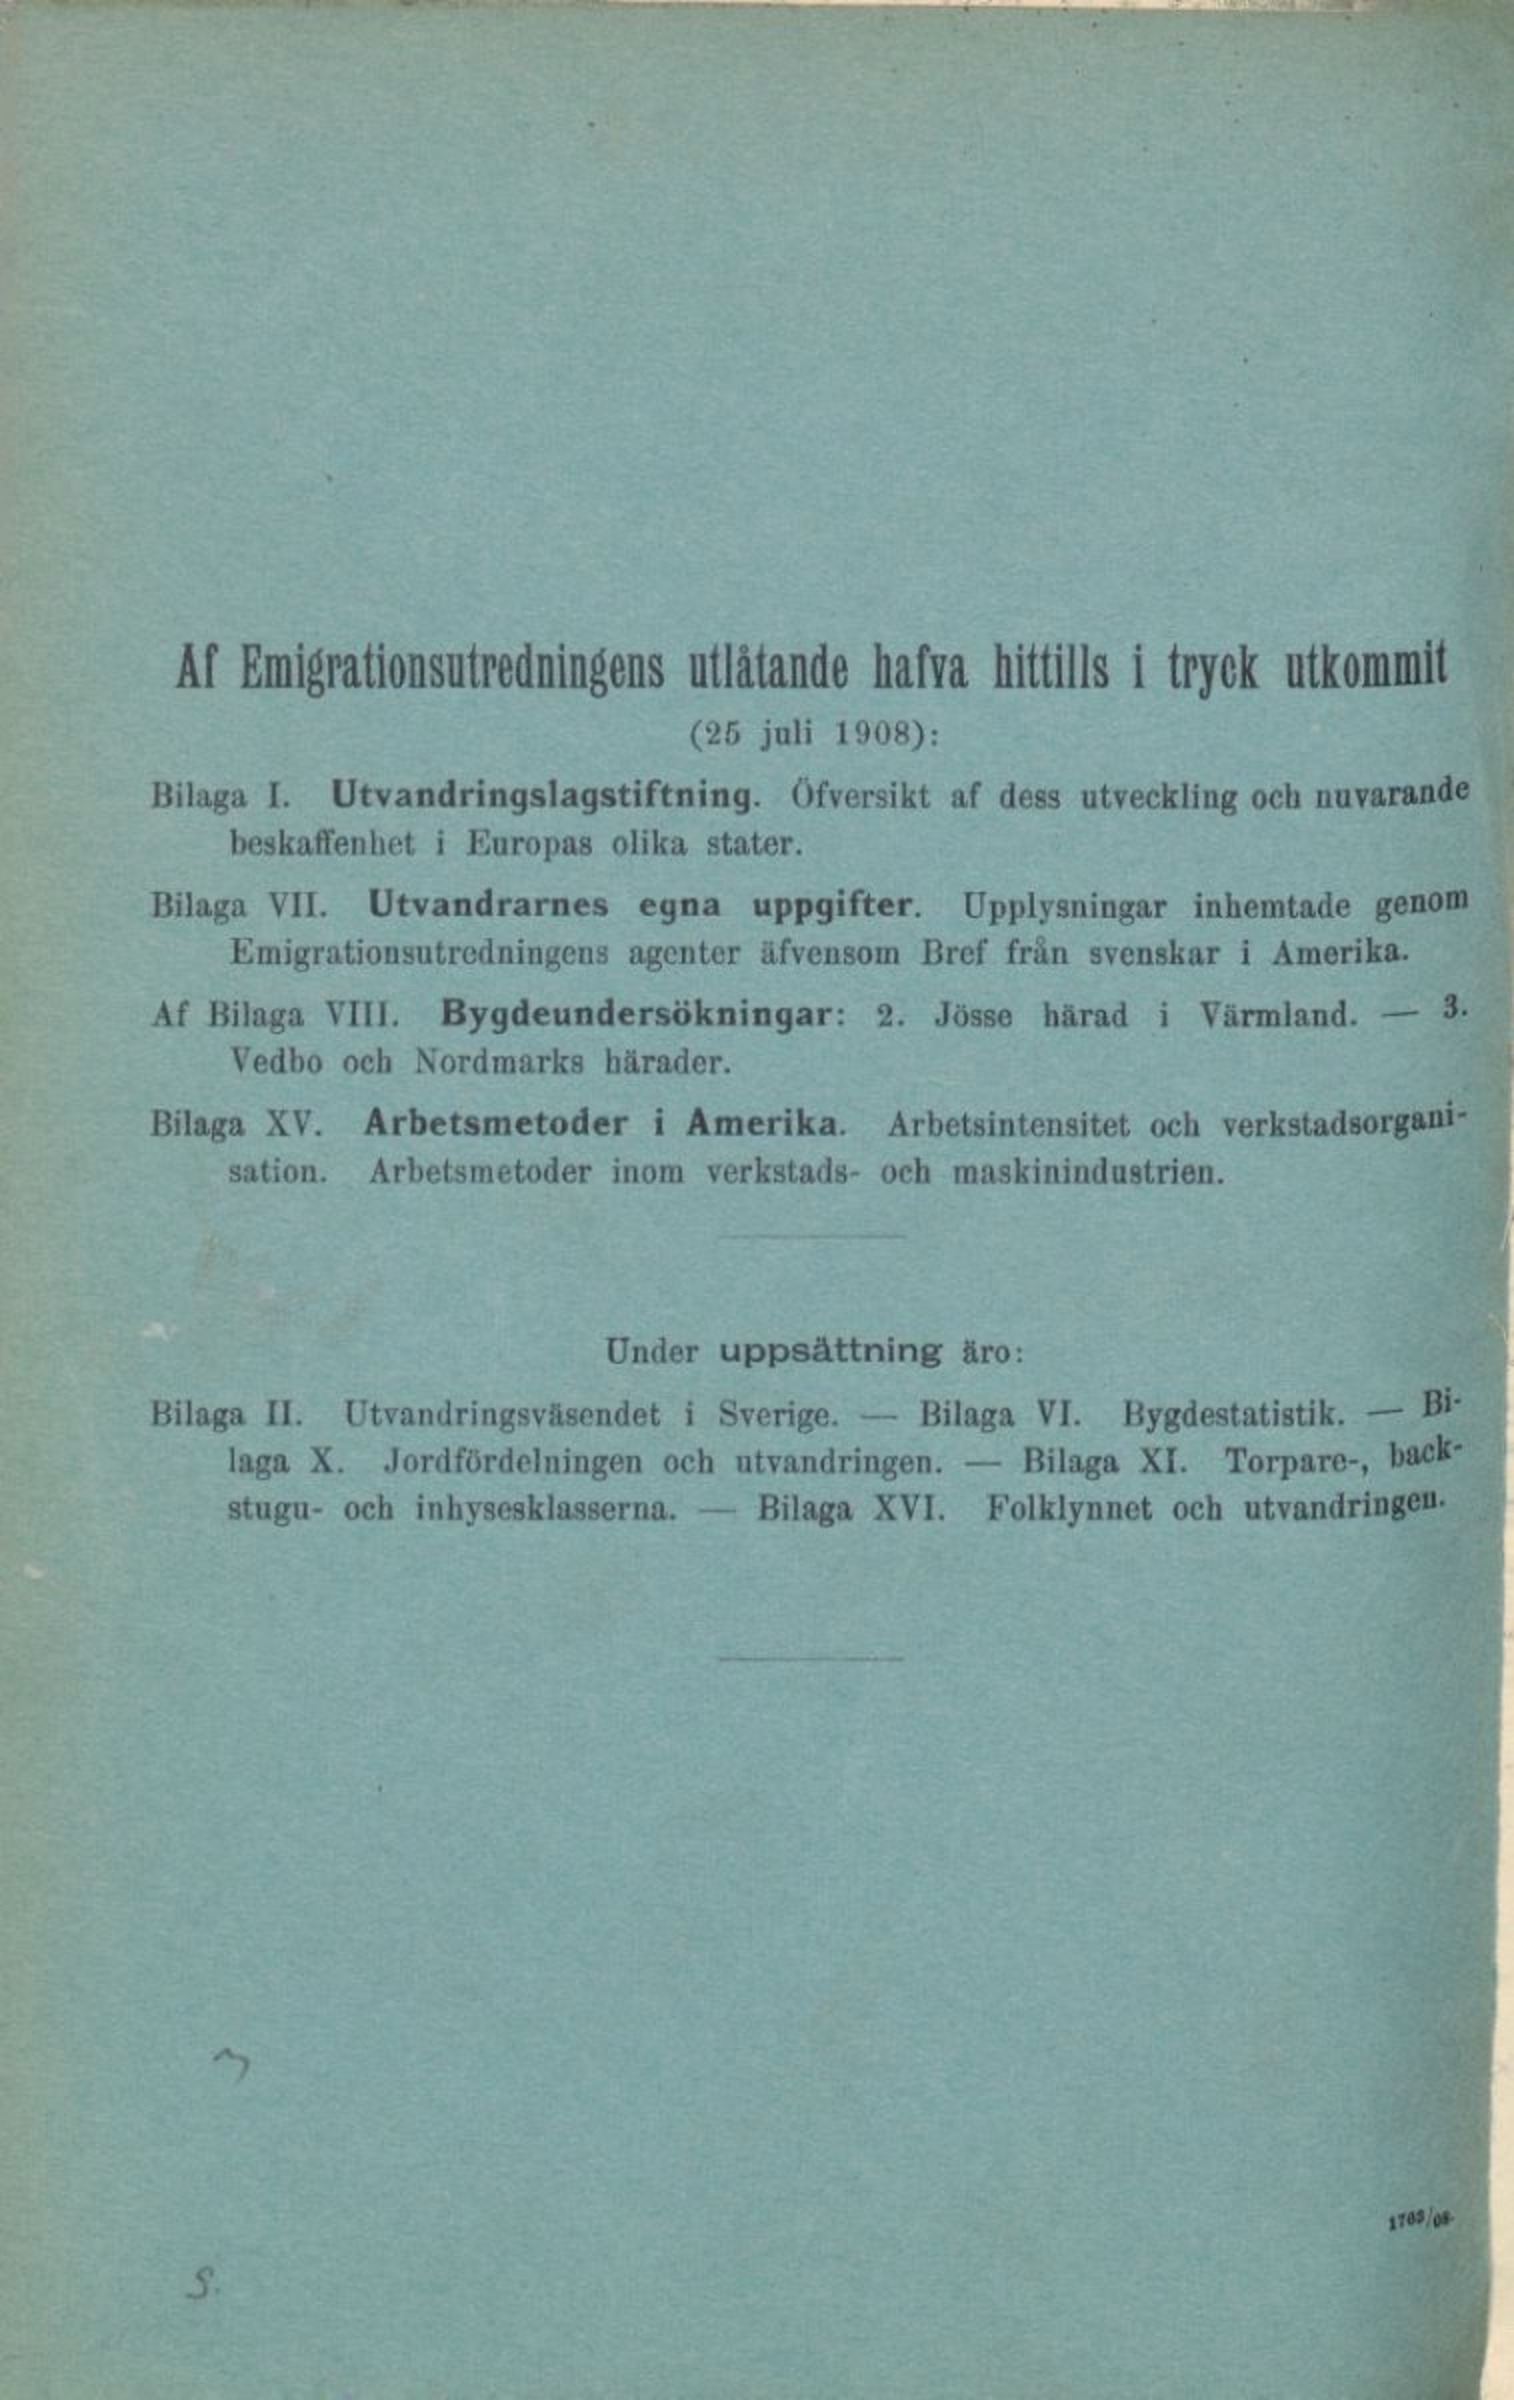 Af Emigrationsutredningens utlåtande hafva hittills i tryck utkommit
(25 juli 1908):
Bilaga I. Utvandringslagstiftning. Öfversikt af dess utveckling och nuvarande
beskaffenhet i Europas olika stater.
Bilaga VII. Utvandrarnes egna uppgifter. Upplysningar inhemtade genom
Emigrationsutredningens agenter äfvensom Bref från svenskar i Amerika.
Af Bilaga VIII. Bygdeundersökningar: 2. Jösse härad i Värmland. — 3.
Vedbo och Nordmarks härader.
Bilaga XV. Arbetsmetoder i Amerika. Arbetsintensitet och verkstadsorgani-
sation. Arbetsmetoder inom verkstads- och maskinindustrien.
Under uppsättning äro:
Bilaga II. Utvandringsväsendet i Sverige. — Bilaga VI. Bygdestatistik. — Bi-
laga X. Jordfördelningen och utvandringen. — Bilaga XI. Torpare-, back-
stugu- och inhysesklasserna. — Bilaga XVI. Folklynnet och utvandringen.
S.